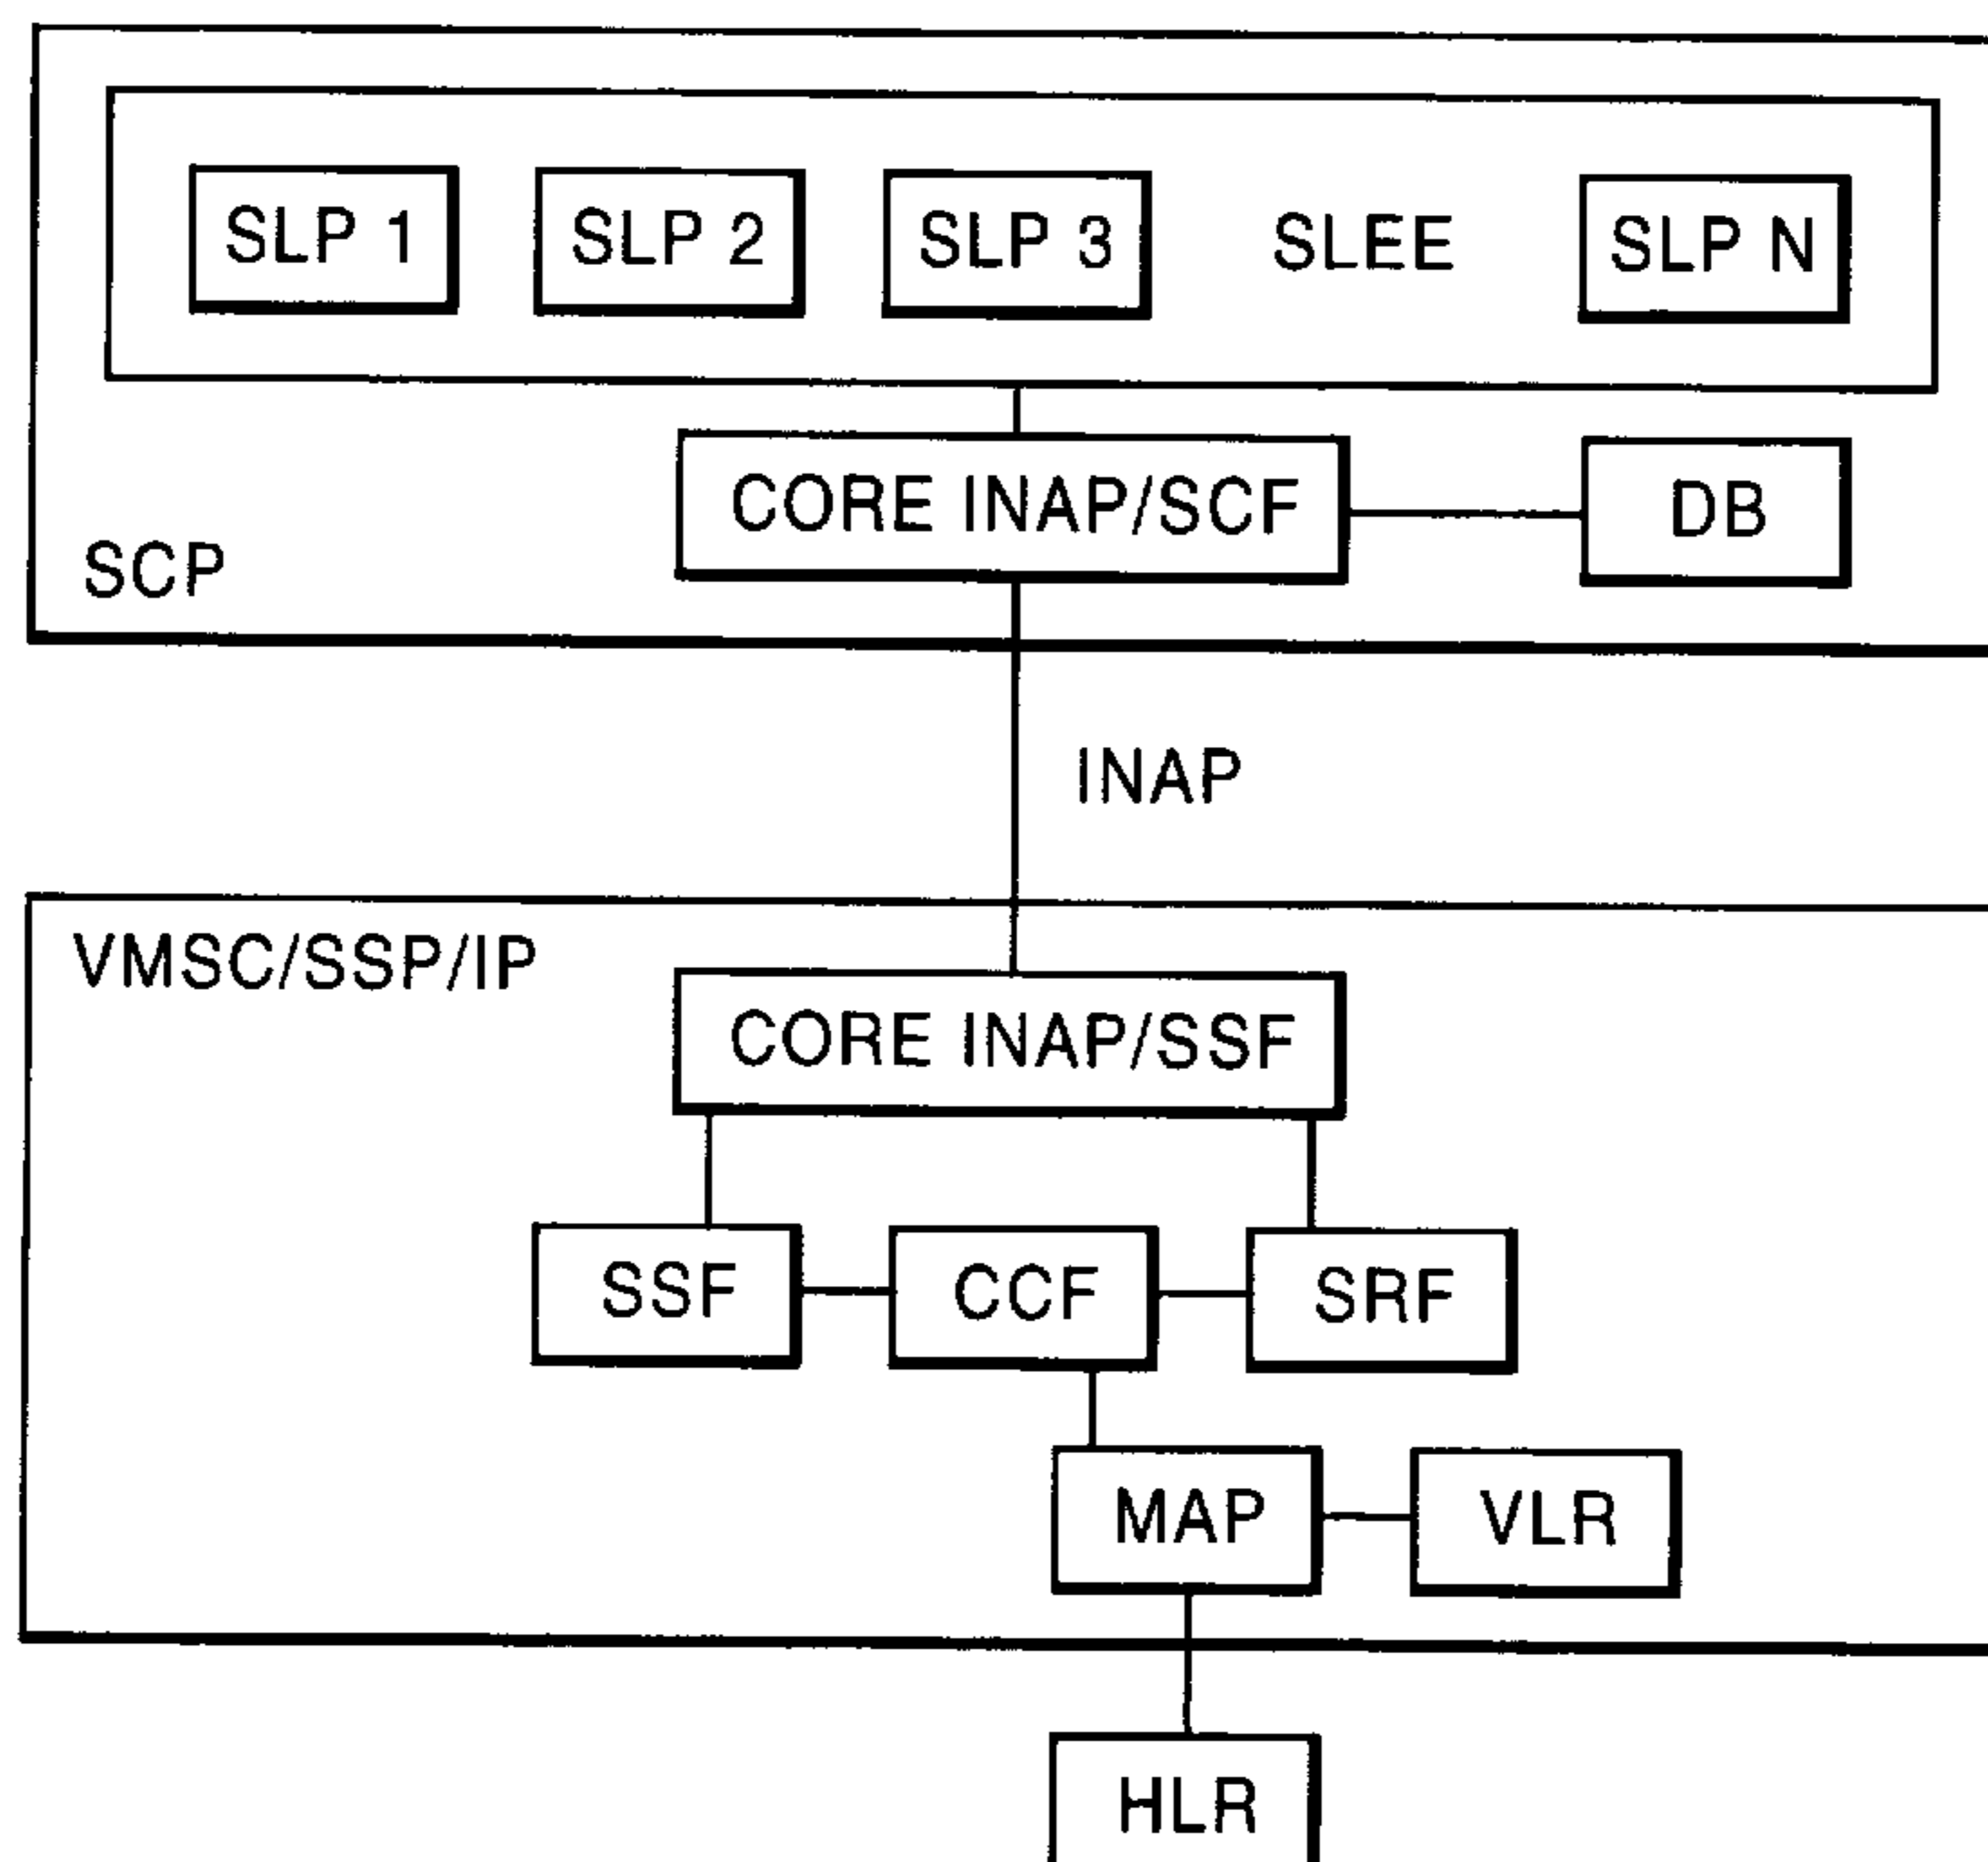 SLP 1
SLP 2
SLP 3
SLEE
SLP N
CORE INAP/SCF
DB
SCP
INAP
VMSC/SSP/IP
CORE INAP/SSF
SSF
CCF
SRF
MAP
VLR
HLR